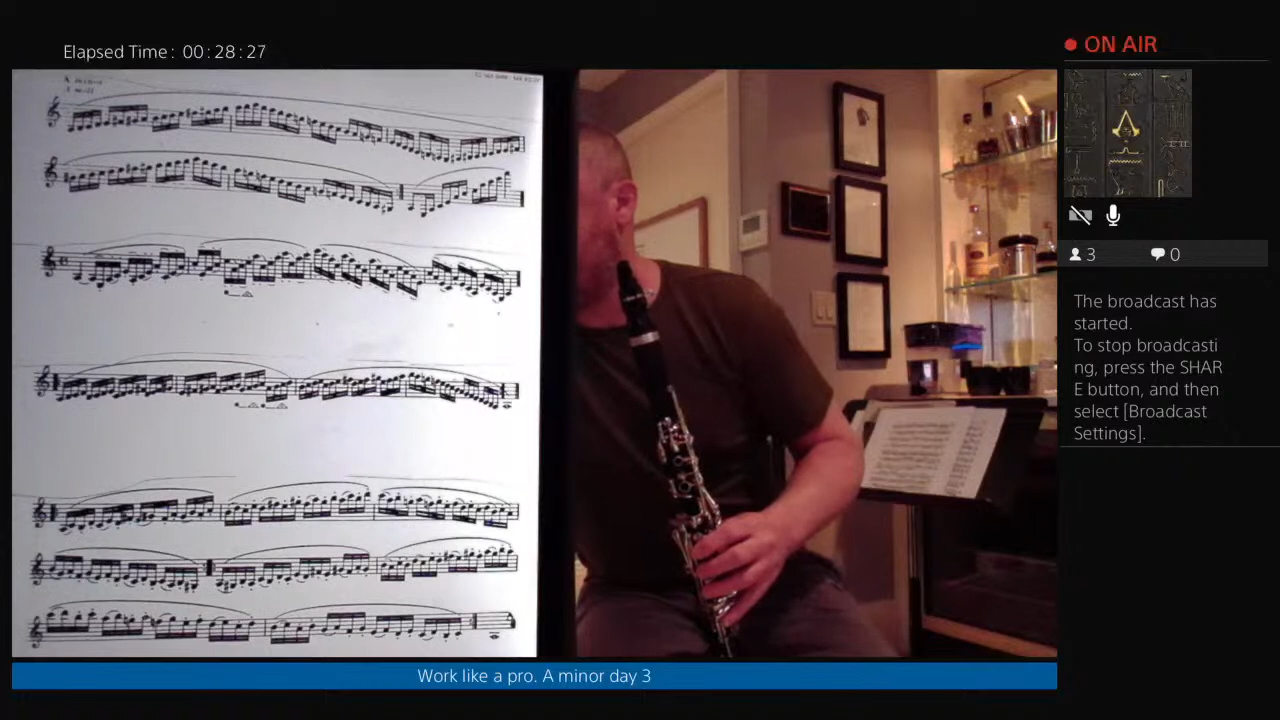 Elapsed Time: 00:28:27
ON AIR
3
0
The broadcast has
started.
To stop broadcasti
ng, press the SHAR
E button, and then
select [Broadcast
Settings].
Work like a pro. A minor day 3